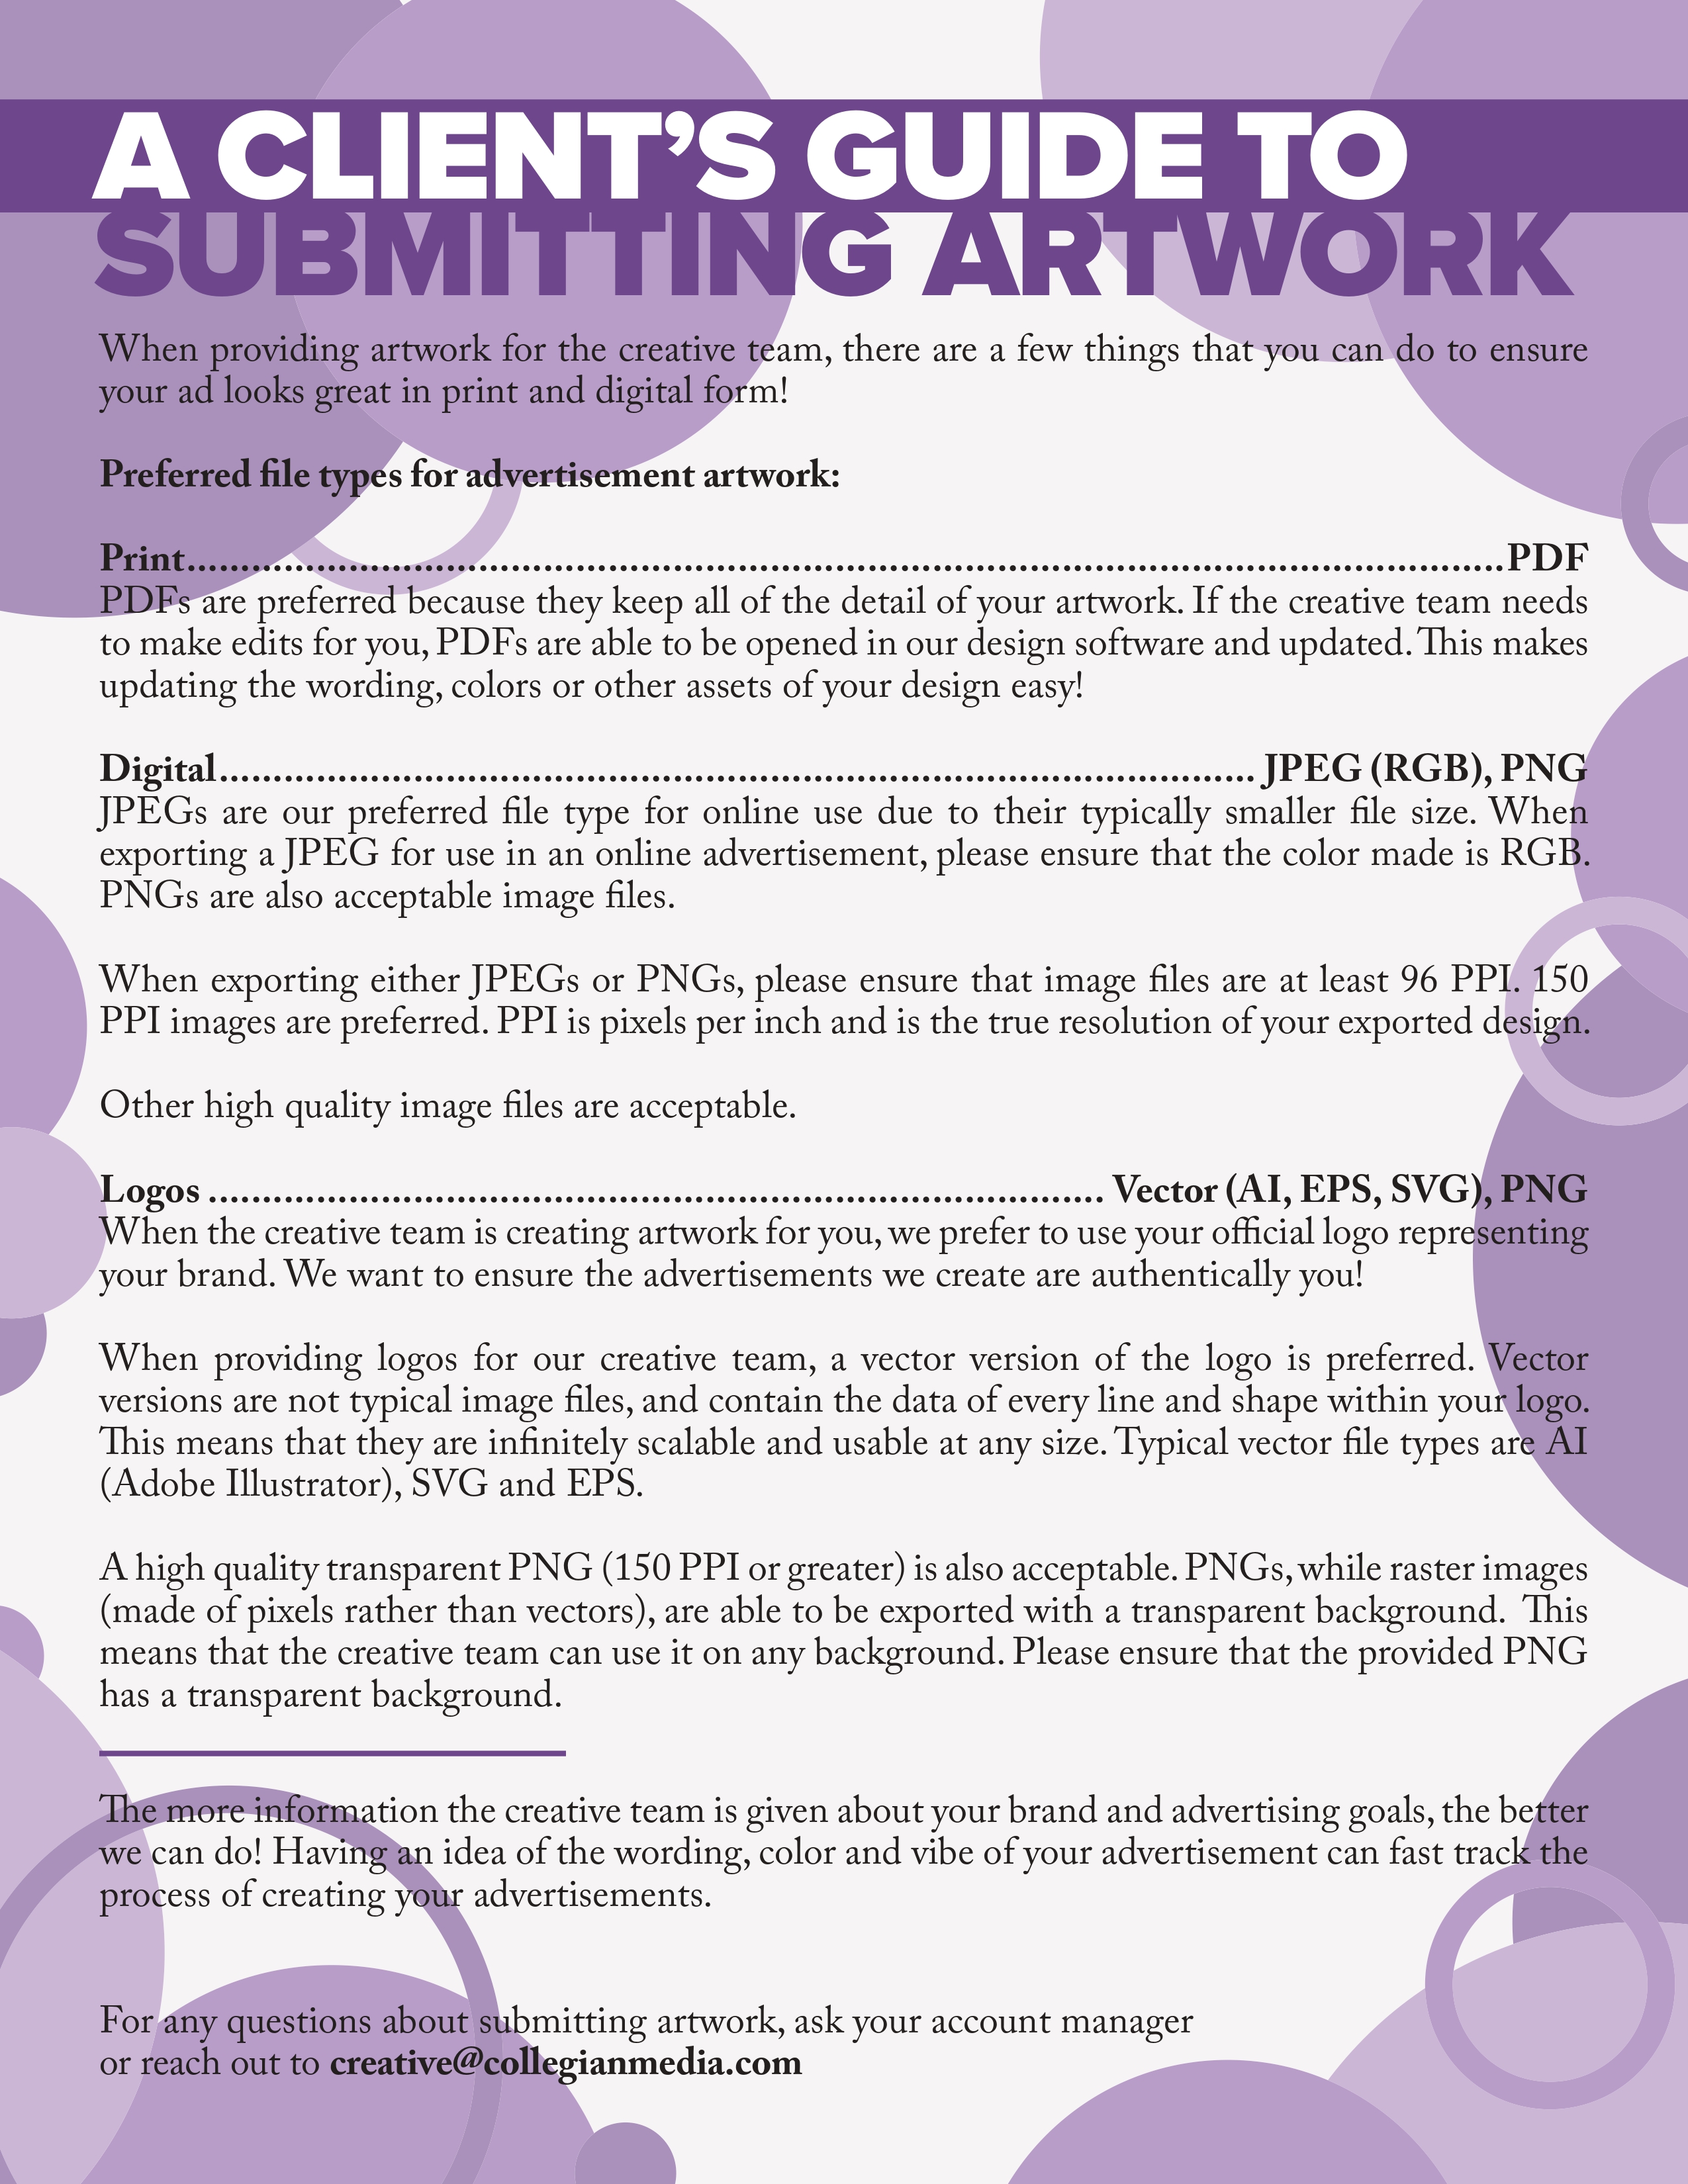 A CLIENT’S GUIDE TO
SUBMITTING ARTWORK
When providing artwork for the creative team, there are a few things that you can do to ensure
your ad looks great in print and digital form!
Preferred file types for advertisement artwork:
Print..........................................................................................................................PDF
PDFs are preferred because they keep all of the detail of your artwork. If the creative team needs
to make edits for you, PDFs are able to be opened in our design software and updated. This makes
updating the wording, colors or other assets of your design easy!
Digital................................................................................................ JPEG (RGB), PNG
JPEGs are our preferred file type for online use due to their typically smaller file size. When
exporting a JPEG for use in an online advertisement, please ensure that the color made is RGB.
PNGs are also acceptable image files.
When exporting either JPEGs or PNGs, please ensure that image files are at least 96 PPI. 150
PPI images are preferred. PPI is pixels per inch and is the true resolution of your exported design.
Other high quality image files are acceptable.
Logos ................................................................................... Vector (AI, EPS, SVG), PNG
When the creative team is creating artwork for you, we prefer to use your official logo representing
your brand. We want to ensure the advertisements we create are authentically you!
When providing logos for our creative team, a vector version of the logo is preferred. Vector
versions are not typical image files, and contain the data of every line and shape within your logo.
This means that they are infinitely scalable and usable at any size. Typical vector file types are AI
(Adobe Illustrator), SVG and EPS.
A high quality transparent PNG (150 PPI or greater) is also acceptable. PNGs, while raster images
(made of pixels rather than vectors), are able to be exported with a transparent background. This
means that the creative team can use it on any background. Please ensure that the provided PNG
has a transparent background.
The more information the creative team is given about your brand and advertising goals, the better
we can do! Having an idea of the wording, color and vibe of your advertisement can fast track the
process of creating your advertisements.
For any questions about submitting artwork, ask your account manager
or reach out to creative@collegianmedia.com